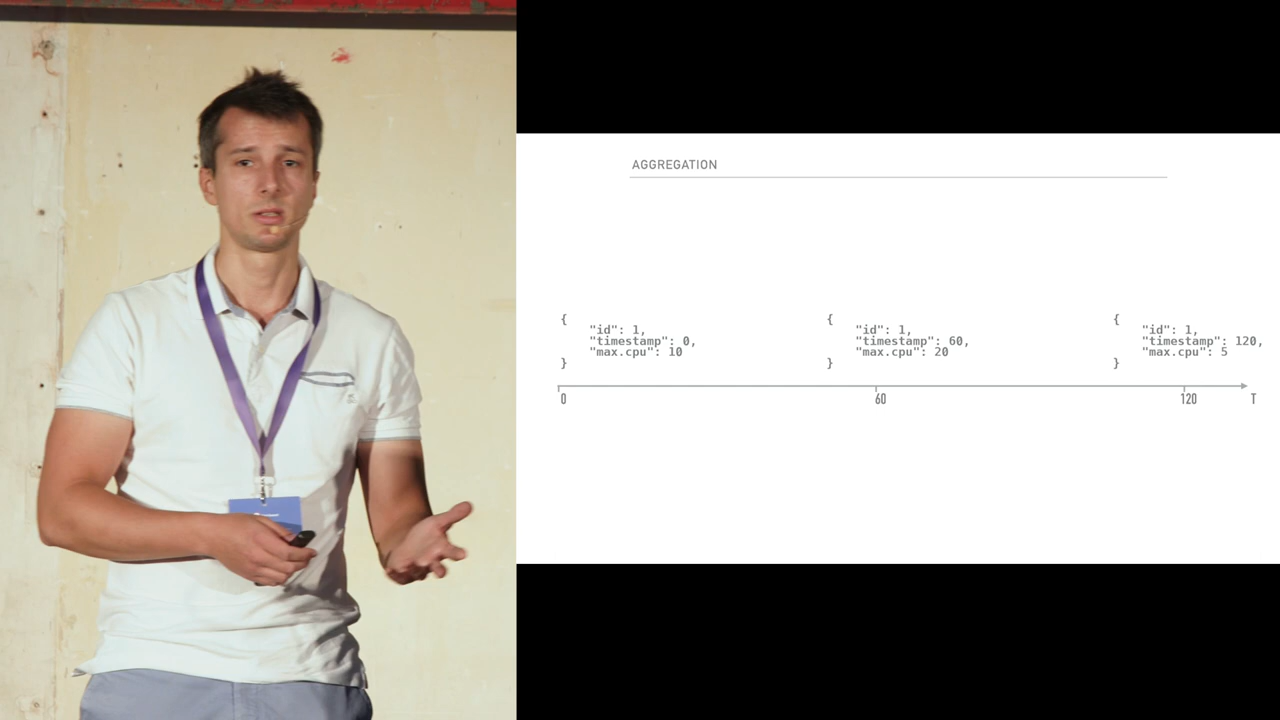 AGGREGATION
{
"id": 1,
"timestamp": 0,
"max.cpu": 10
}
{
"id": 1,
"timestamp": 60,
"max.cpu": 20
}
{
"id": 1,
"timestamp": 120,
"max.cpu": 5
}
0 60 120 T